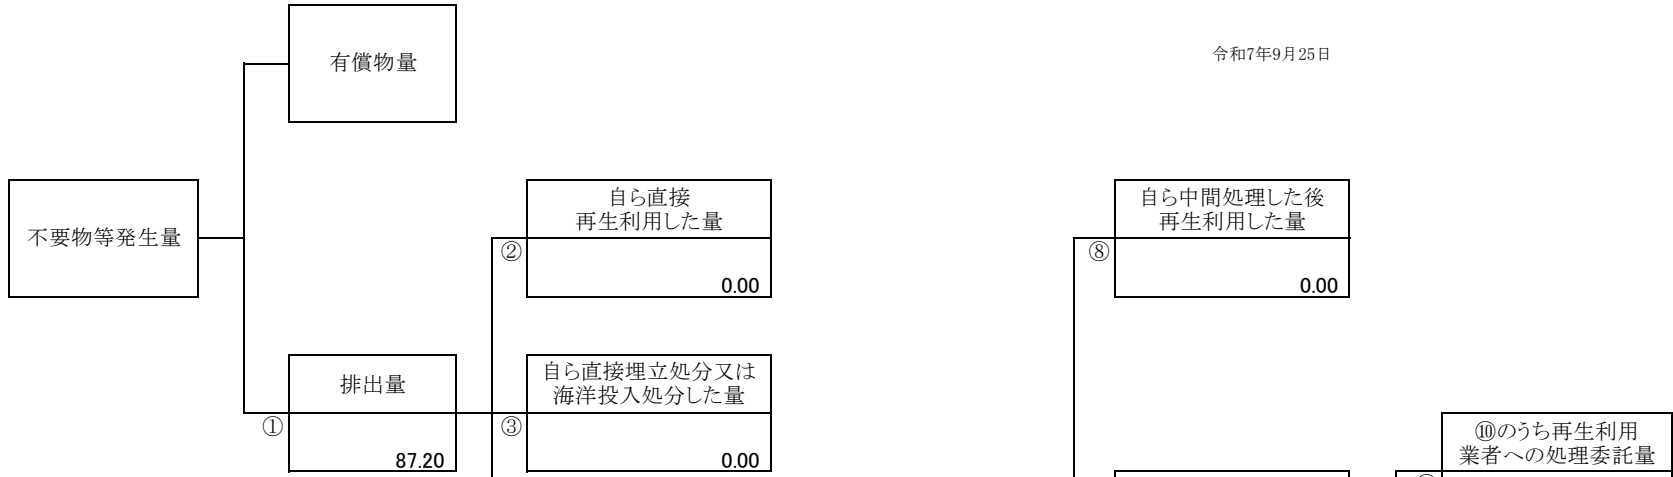 有償物量
令和7年9月25日
不要物等発生量
自ら直接
再生利用した量
②
0.00
自ら中間処理した後
再生利用した量
⑧
0.00
排出量
①
87.20
自ら直接埋立処分又は
海洋投入処分した量
③
0.00
⑩のうち再生利用
業者への処理委託量